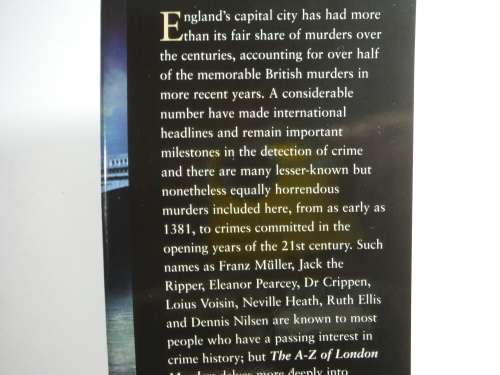 England's capital city has had more
than its fair share of murders over
the centuries, accounting for over half
of the memorable British murders in
more recent years. A considerable
number have made international
headlines and remain important
milestones in the detection of crime
and there are many lesser-known but
nonetheless equally horrendous
murders included here, from as early as
1381, to crimes committed in the
opening years of the 21st century. Such
names as Franz Müller, Jack the
Ripper, Eleanor Pearcey, Dr Crippen,
Loius Voisin, Neville Heath, Ruth Ellis
and Dennis Nilsen are known to most
people who have a passing interest in
crime history; but The A-Z of London
delves more deeply into